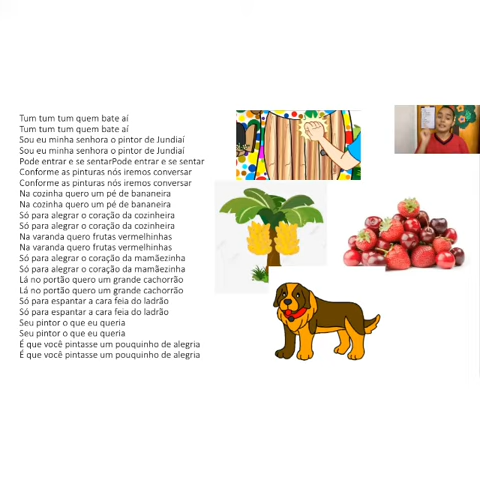 Tum tum tum quem bate aí
Tum tum tum quem bate aí
Sou eu minha senhora o pintor de Jundiaí
Sou eu minha senhora o pintor de Jundiaí
Pode entrar e se sentarPode entrar e se sentar
Conforme as pinturas nós iremos conversar
Conforme as pinturas nós iremos conversar
Na cozinha quero um pé de bananeira
Na cozinha quero um pé de bananeira
Só para alegrar o coração da cozinheira
Só para alegrar o coração da cozinheira
Na varanda quero frutas vermelhinhas
Na varanda quero frutas vermelhinhas
Só para alegrar o coração da mamãezinha
Só para alegrar o coração da mamãezinha
Lá no portão quero um grande cachorrão
Lá no portão quero um grande cachorrão
Só para espantar a cara feia do ladrão
Só para espantar a cara feia do ladrão
Seu pintor o que eu queria
Seu pintor o que eu queria
É que você pintasse um pouquinho de alegria
É que você pintasse um pouquinho de alegria